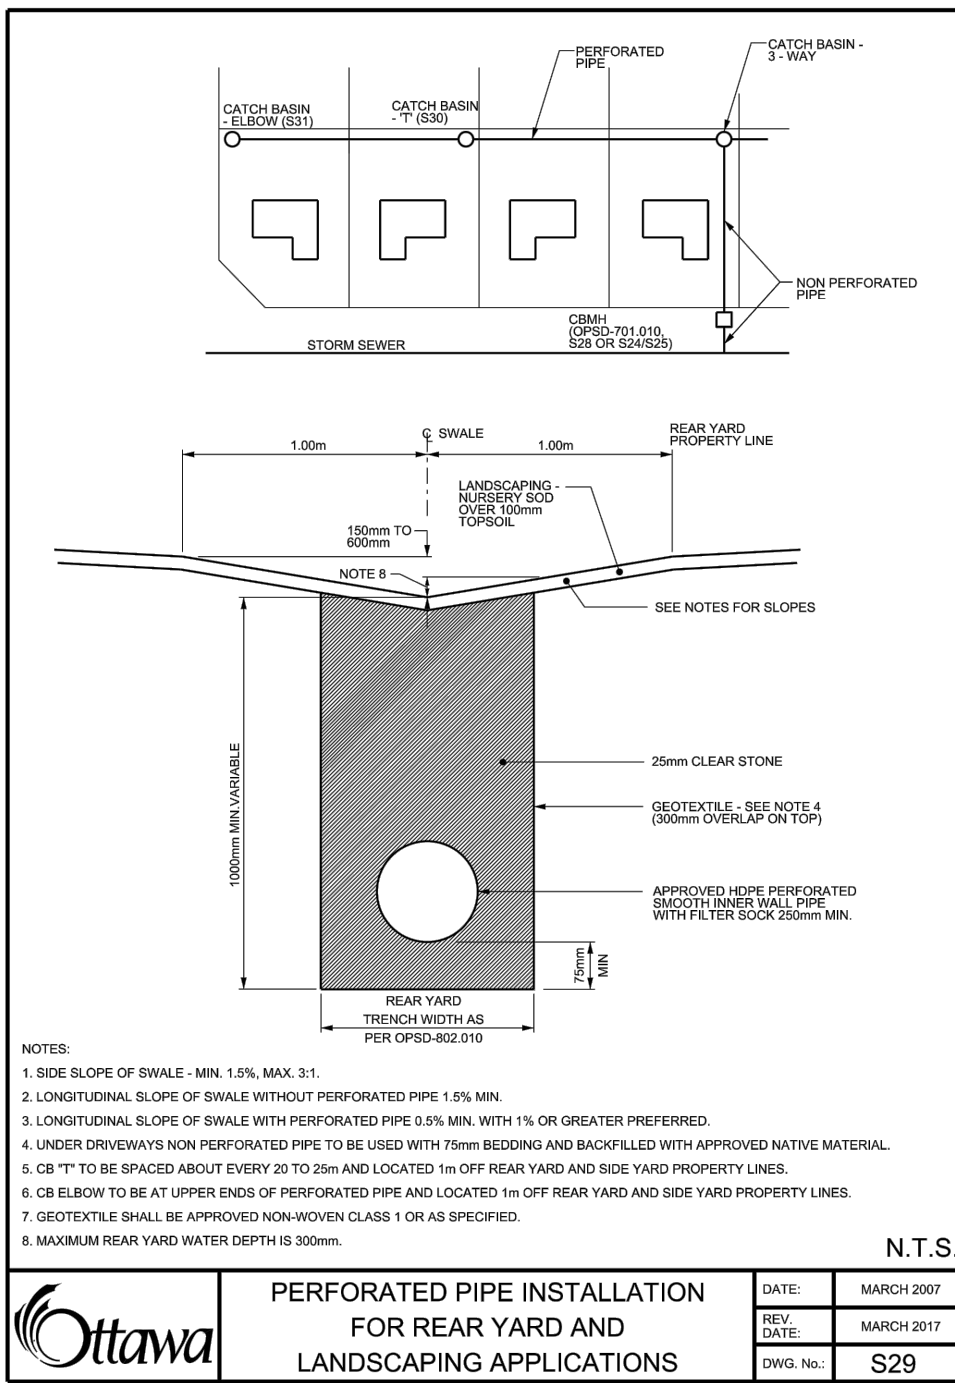 PERFORATED
PIPE
CATCH BASIN -
3 - WAY
CATCH BASIN
- ELBOW (S31)
CATCH BASIN
- 'T' (S30)
NON PERFORATED
PIPE
CBMH
(OPSD-701.010,
S28 OR S24/S25)
STORM SEWER
℄ SWALE
REAR YARD
PROPERTY LINE
1.00m
1.00m
LANDSCAPING -
NURSERY SOD
OVER 100mm
TOPSOIL
150mm TO
600mm
NOTE 8
SEE NOTES FOR SLOPES
1000mm MIN.VARIABLE
25mm CLEAR STONE
GEOTEXTILE - SEE NOTE 4
(300mm OVERLAP ON TOP)
APPROVED HDPE PERFORATED
SMOOTH INNER WALL PIPE
WITH FILTER SOCK 250mm MIN.
75mm
MIN
REAR YARD
TRENCH WIDTH AS
PER OPSD-802.010
NOTES:
1. SIDE SLOPE OF SWALE - MIN. 1.5%, MAX. 3:1.
2. LONGITUDINAL SLOPE OF SWALE WITHOUT PERFORATED PIPE 1.5% MIN.
3. LONGITUDINAL SLOPE OF SWALE WITH PERFORATED PIPE 0.5% MIN. WITH 1% OR GREATER PREFERRED.
4. UNDER DRIVEWAYS NON PERFORATED PIPE TO BE USED WITH 75mm BEDDING AND BACKFILLED WITH APPROVED NATIVE MATERIAL.
5. CB "T" TO BE SPACED ABOUT EVERY 20 TO 25m AND LOCATED 1m OFF REAR YARD AND SIDE YARD PROPERTY LINES.
6. CB ELBOW TO BE AT UPPER ENDS OF PERFORATED PIPE AND LOCATED 1m OFF REAR YARD AND SIDE YARD PROPERTY LINES.
7. GEOTEXTILE SHALL BE APPROVED NON-WOVEN CLASS 1 OR AS SPECIFIED.
8. MAXIMUM REAR YARD WATER DEPTH IS 300mm.
N.T.S.
Ottawa
PERFORATED PIPE INSTALLATION
FOR REAR YARD AND
LANDSCAPING APPLICATIONS
DATE: MARCH 2007
REV.
DATE: MARCH 2017
DWG. No.: S29